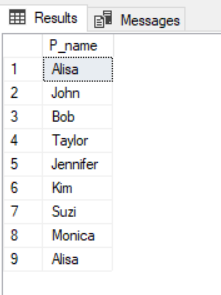 Results Messages
P_name
1 Alisa
2 John
3 Bob
4 Taylor
5 Jennifer
6 Kim
7 Suzi
8 Monica
9 Alisa